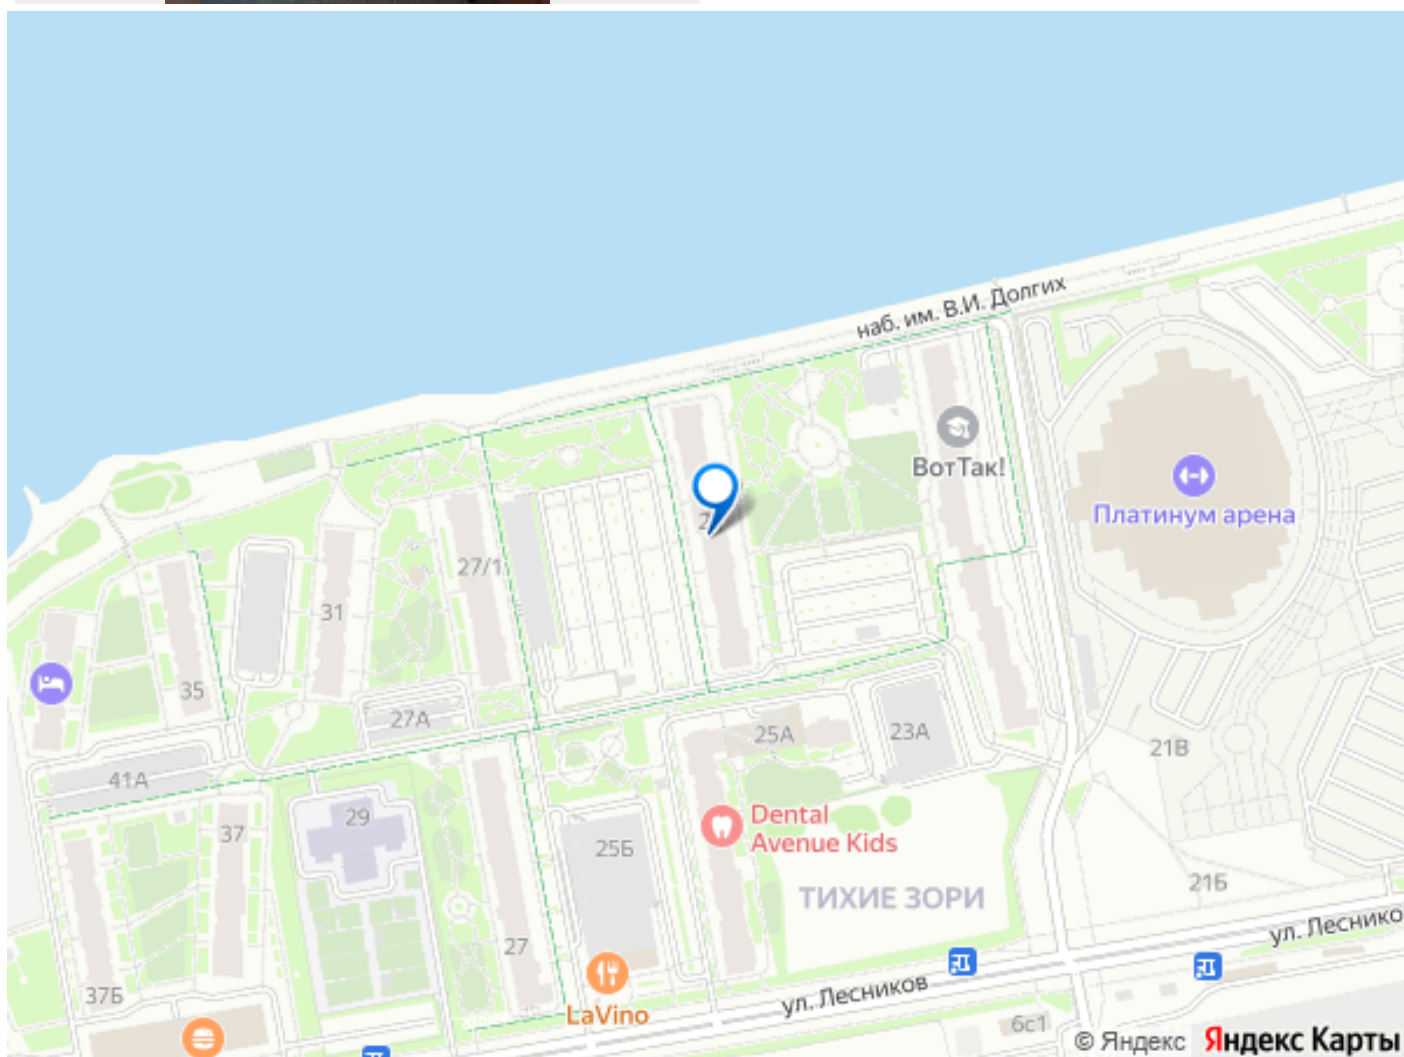 наб. им. В.И. Долгих
ВотТак!
Платинум арена
27/1
31
35
27А
25А
23А
21В
41А
Dental
Avenue Kids
29
37
25Б
21Б
ТИХИЕ ЗОРИ
ул. Леснико
27
ул. Лесников
37Б
LaVino
6с1
© Яндекс Яндекс Карты